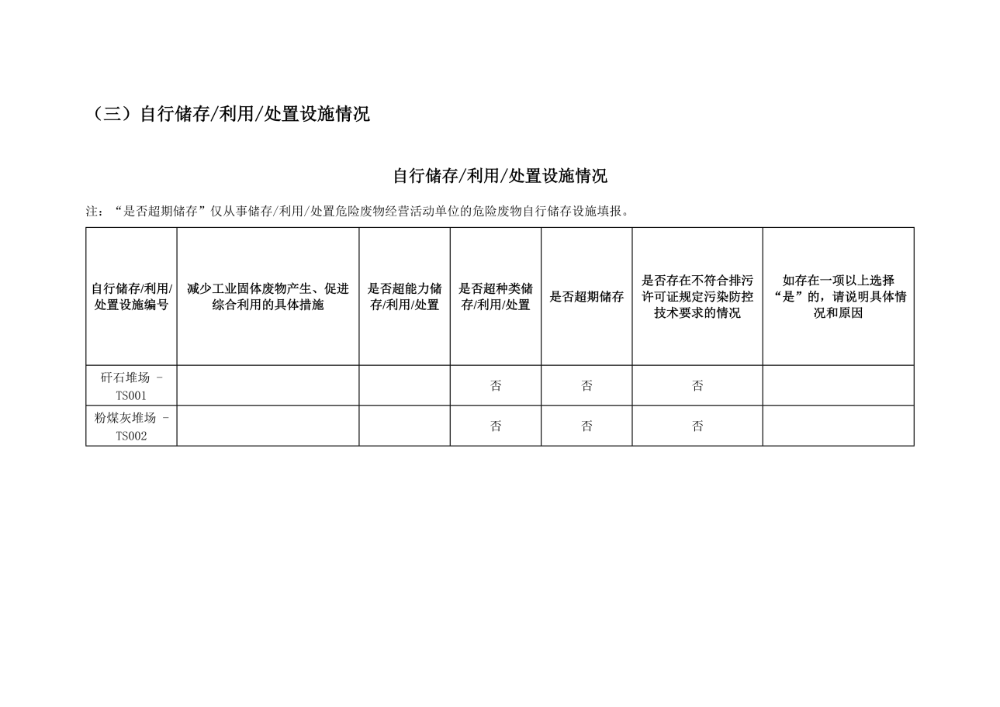 （三）自行储存/利用/处置设施情况
自行储存/利用/处置设施情况
注：“是否超期储存”仅从事储存/利用/处置危险废物经营活动单位的危险废物自行储存设施填报。
自行储存/利用/
处置设施编号
减少工业固体废物产生、促进
综合利用的具体措施
是否超能力储
存/利用/处置
是否超种类储
存/利用/处置
是否超期储存
是否存在不符合排污
许可证规定污染防控
技术要求的情况
如存在一项以上选择
“是”的，请说明具体情
况和原因
矸石堆场 -
TS001
否
否
否
粉煤灰堆场 -
TS002
否
否
否